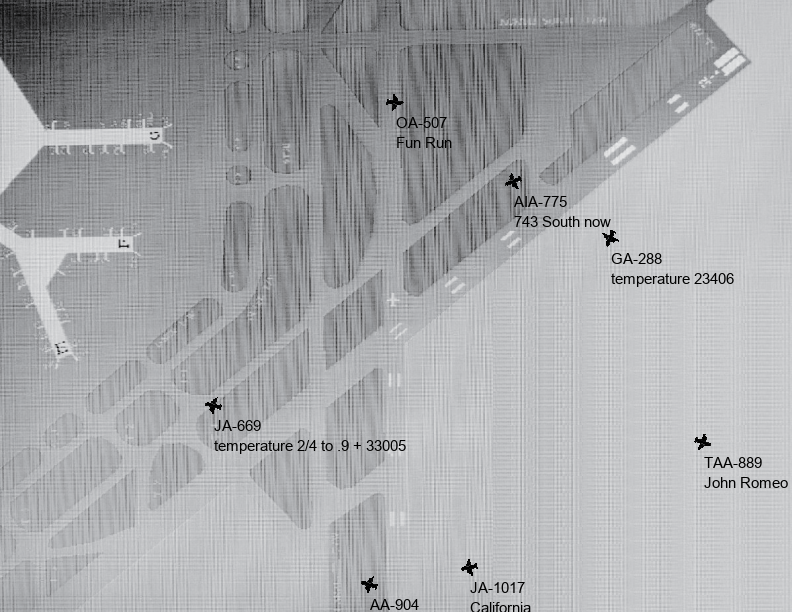 OA-507
Fun Run
AIA-775
743 South now
GA-288
temperature 23406
JA-669
temperature 2/4 to .9 + 33005
TAA-889
John Romeo
JA-1017
California
AA-904